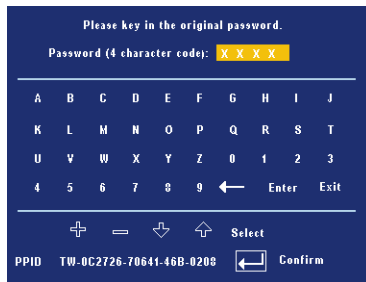 Please key in the original password.
Password (4 character code): X X X X
A B C D E F G H I J
K L M N O P Q R S T
U V W X Y Z 0 1 2 3
4 5 6 7 8 9 ← Enter Exit
Select
PPID TW-0C2726-70641-46B-0208 Confirm